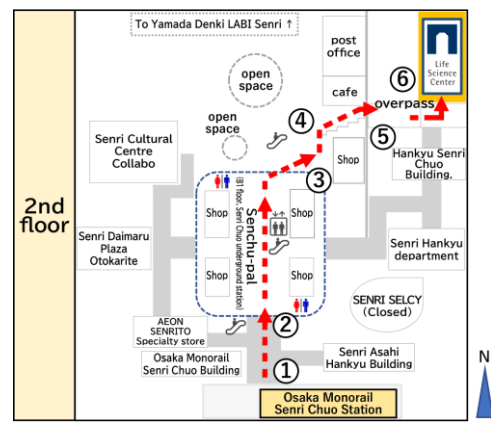 To Yamada Denki LABI Senri ↑
post
office
cafe
open
space
open
space
Life
Science
Center
⑥
overpass
④
⑤
Shop
Hankyu Senri
Chuo
Building.
Senri Cultural
Centre
Collabo
③
2nd
floor
Shop
Shop
Senchu-pal
(B1 floor, Senri Chuo underground station)
Senri Daimaru
Plaza
Otokarite
Senri Hankyu
department
Shop
Shop
SENRI SELCY
(Closed)
②
AEON
SENRITO
Specialty store
Osaka Monorail
Senri Chuo Building
①
Senri Asahi
Hankyu Building
N
Osaka Monorail
Senri Chuo Station